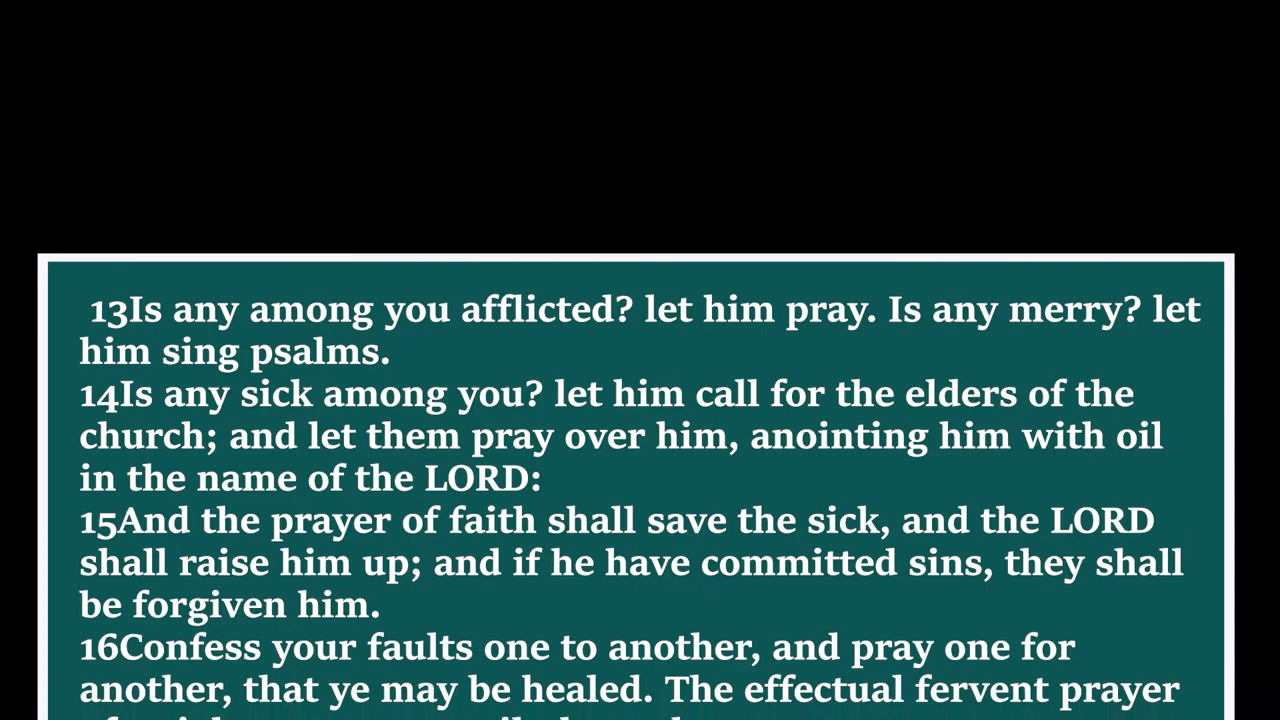 13Is any among you afflicted? let him pray. Is any merry? let
him sing psalms.
14Is any sick among you? let him call for the elders of the
church; and let them pray over him, anointing him with oil
in the name of the LORD:
15And the prayer of faith shall save the sick, and the LORD
shall raise him up; and if he have committed sins, they shall
be forgiven him.
16Confess your faults one to another, and pray one for
another, that ye may be healed. The effectual fervent prayer